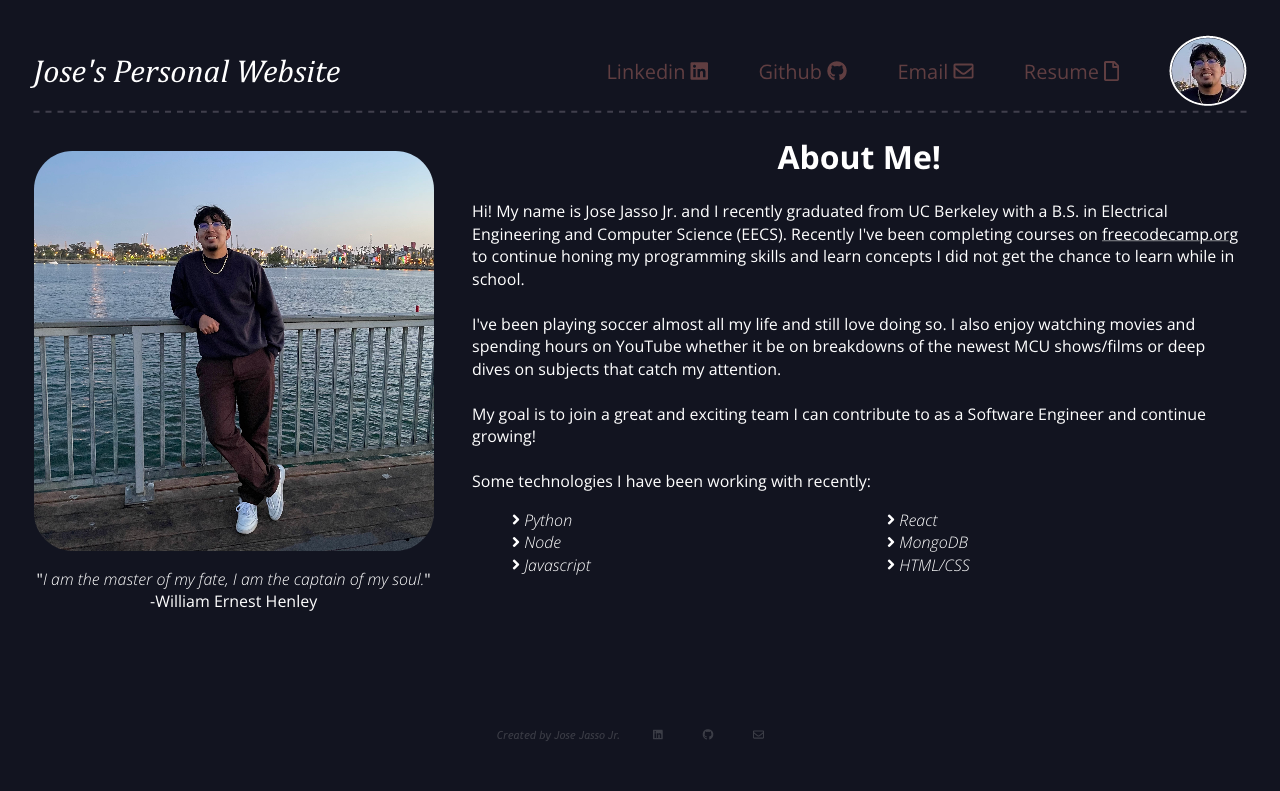 Jose's Personal Website
Linkedin
Github
Email
Resume
About Me!
Hi! My name is Jose Jasso Jr. and I recently graduated from UC Berkeley with a B.S. in Electrical
Engineering and Computer Science (EECS). Recently I've been completing courses on freecodecamp.org
to continue honing my programming skills and learn concepts I did not get the chance to learn while in
school.
I've been playing soccer almost all my life and still love doing so. I also enjoy watching movies and
spending hours on YouTube whether it be on breakdowns of the newest MCU shows/films or deep
dives on subjects that catch my attention.
My goal is to join a great and exciting team I can contribute to as a Software Engineer and continue
growing!
Some technologies I have been working with recently:
Python
Node
Javascript
React
MongoDB
HTML/CSS
"I am the master of my fate, I am the captain of my soul."
-William Ernest Henley
Created by Jose Jasso Jr.